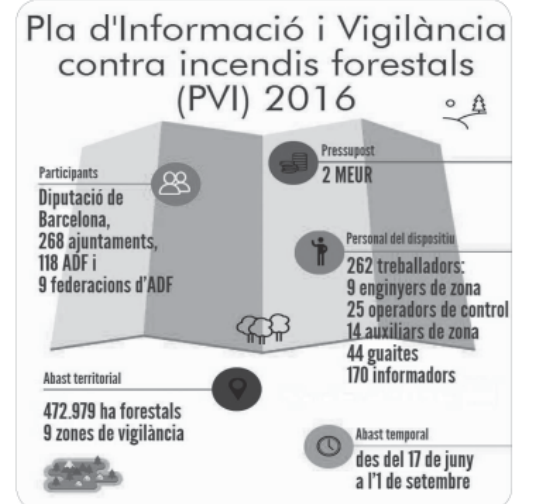 Pla d'Informació i Vigilància
contra incendis forestals
(PVI) 2016
Participants
Diputació de
Barcelona,
268 ajuntaments,
118 ADF i
9 federacions d'ADF
Pressupost
2 MEUR
Personal del dispositiu
262 treballadors:
9 enginyers de zona
25 operadors de control
14 auxiliars de zona
44 guaites
170 informadors
Abast territorial
472.979 ha forestals
9 zones de vigilància
Abast temporal
des del 17 de juny
a l'1 de setembre